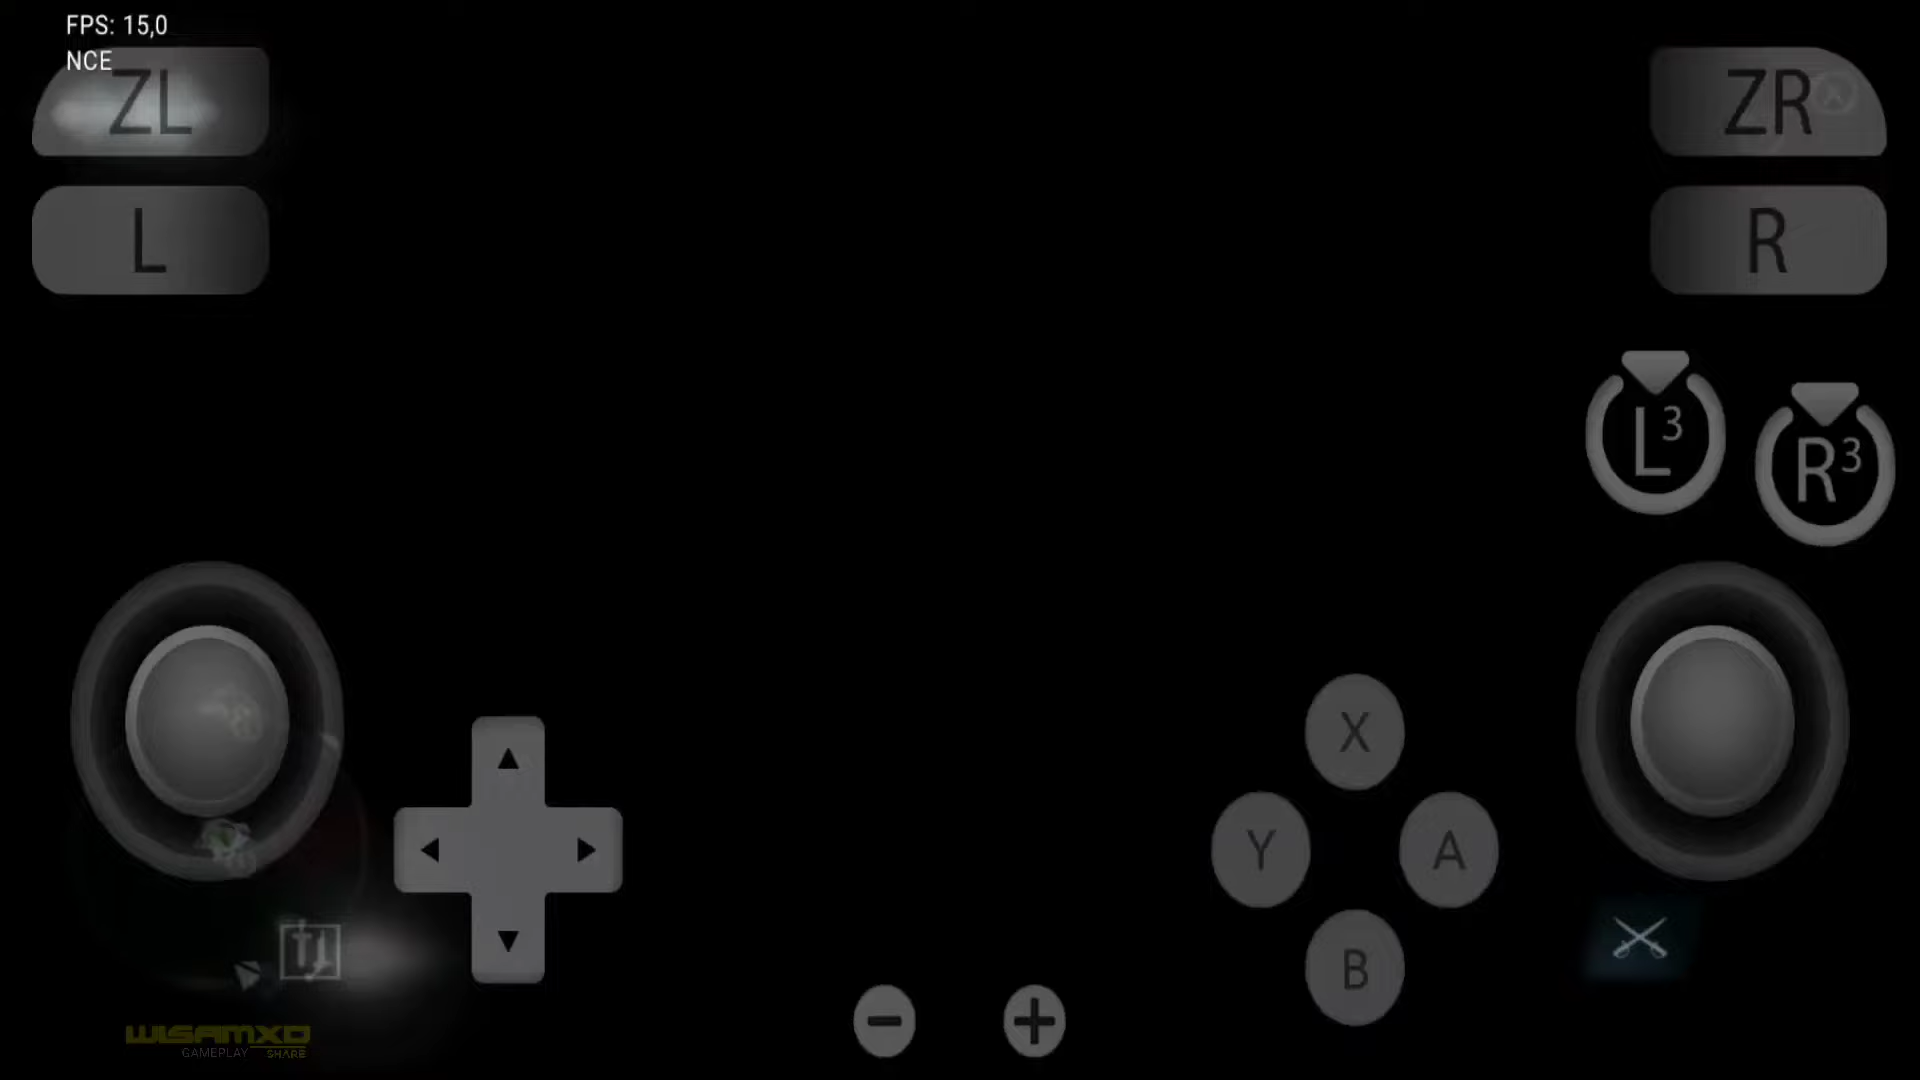 FPS: 15,0
NCE
ZL
ZR
L
R
L3
R3
X
Y
A
B
WISAMXD
GAMEPLAY SHARE